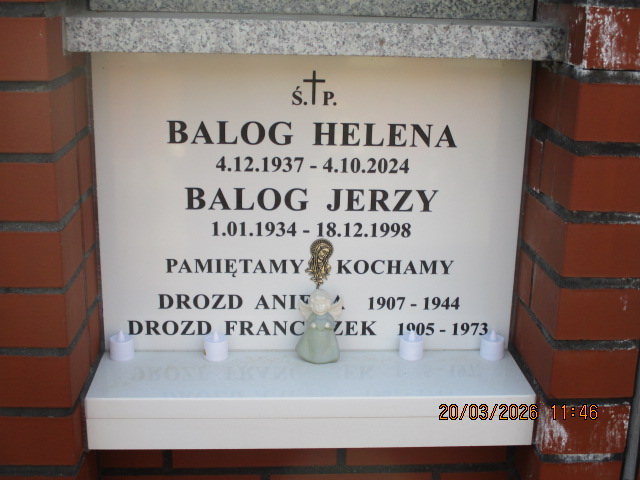 Ś. P.
BALOG HELENA
4.12.1937 - 4.10.2024
BALOG JERZY
1.01.1934 - 18.12.1998
PAMIĘTAMY KOCHAMY
DROZD 1907 - 1944
DROZD 1905 - 1973
20/03/2026 11:46